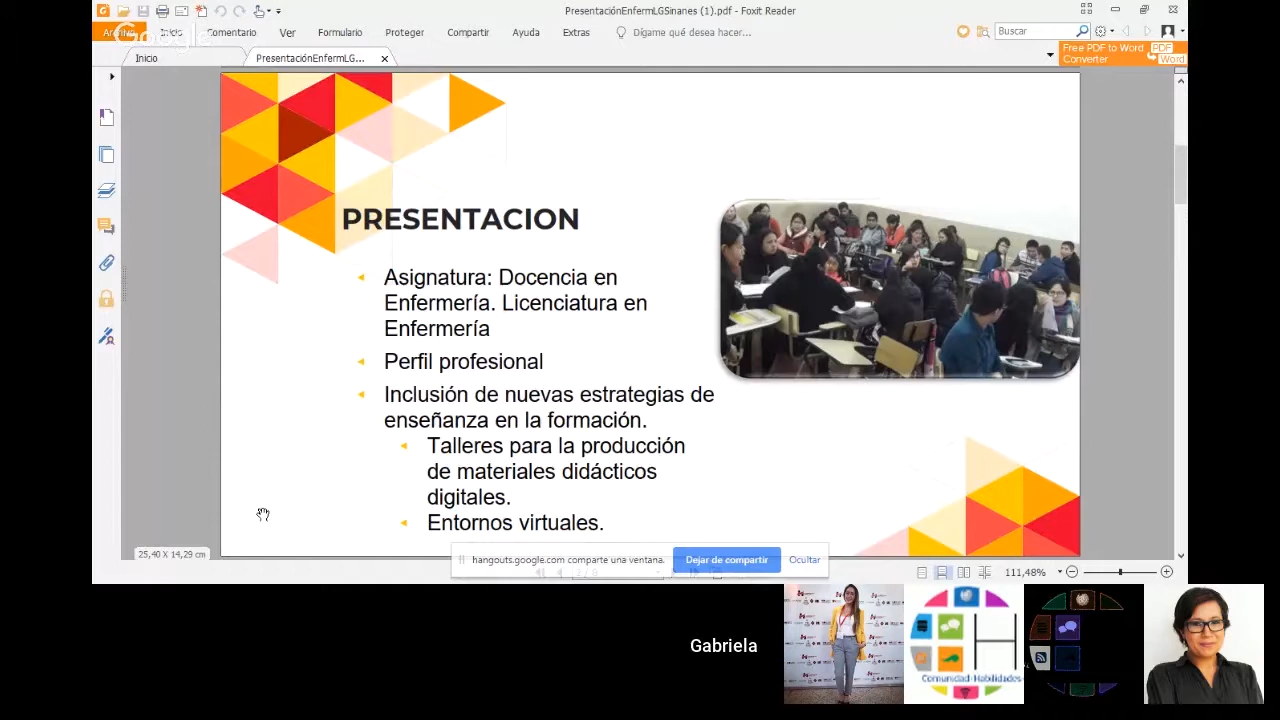 PresentaciónEnfermLGSinanes (1).pdf - Foxit Reader
Archivo Inicio Comentario Ver Formulario Proteger Compartir Ayuda Extras Dígame qué desea hacer... Buscar
Google
Inicio PresentaciónEnfermLG... Free PDF to Word Converter
PDF
Word
PRESENTACION
Asignatura: Docencia en
Enfermería. Licenciatura en
Enfermería
Perfil profesional
Inclusión de nuevas estrategias de
enseñanza en la formación.
Talleres para la producción
de materiales didácticos
digitales.
Entornos virtuales.
25,40 X 14,29 cm
hangouts.google.com comparte una ventana. Dejar de compartir Ocultar
111,48%
Gabriela
H
Comunidad Habilidades